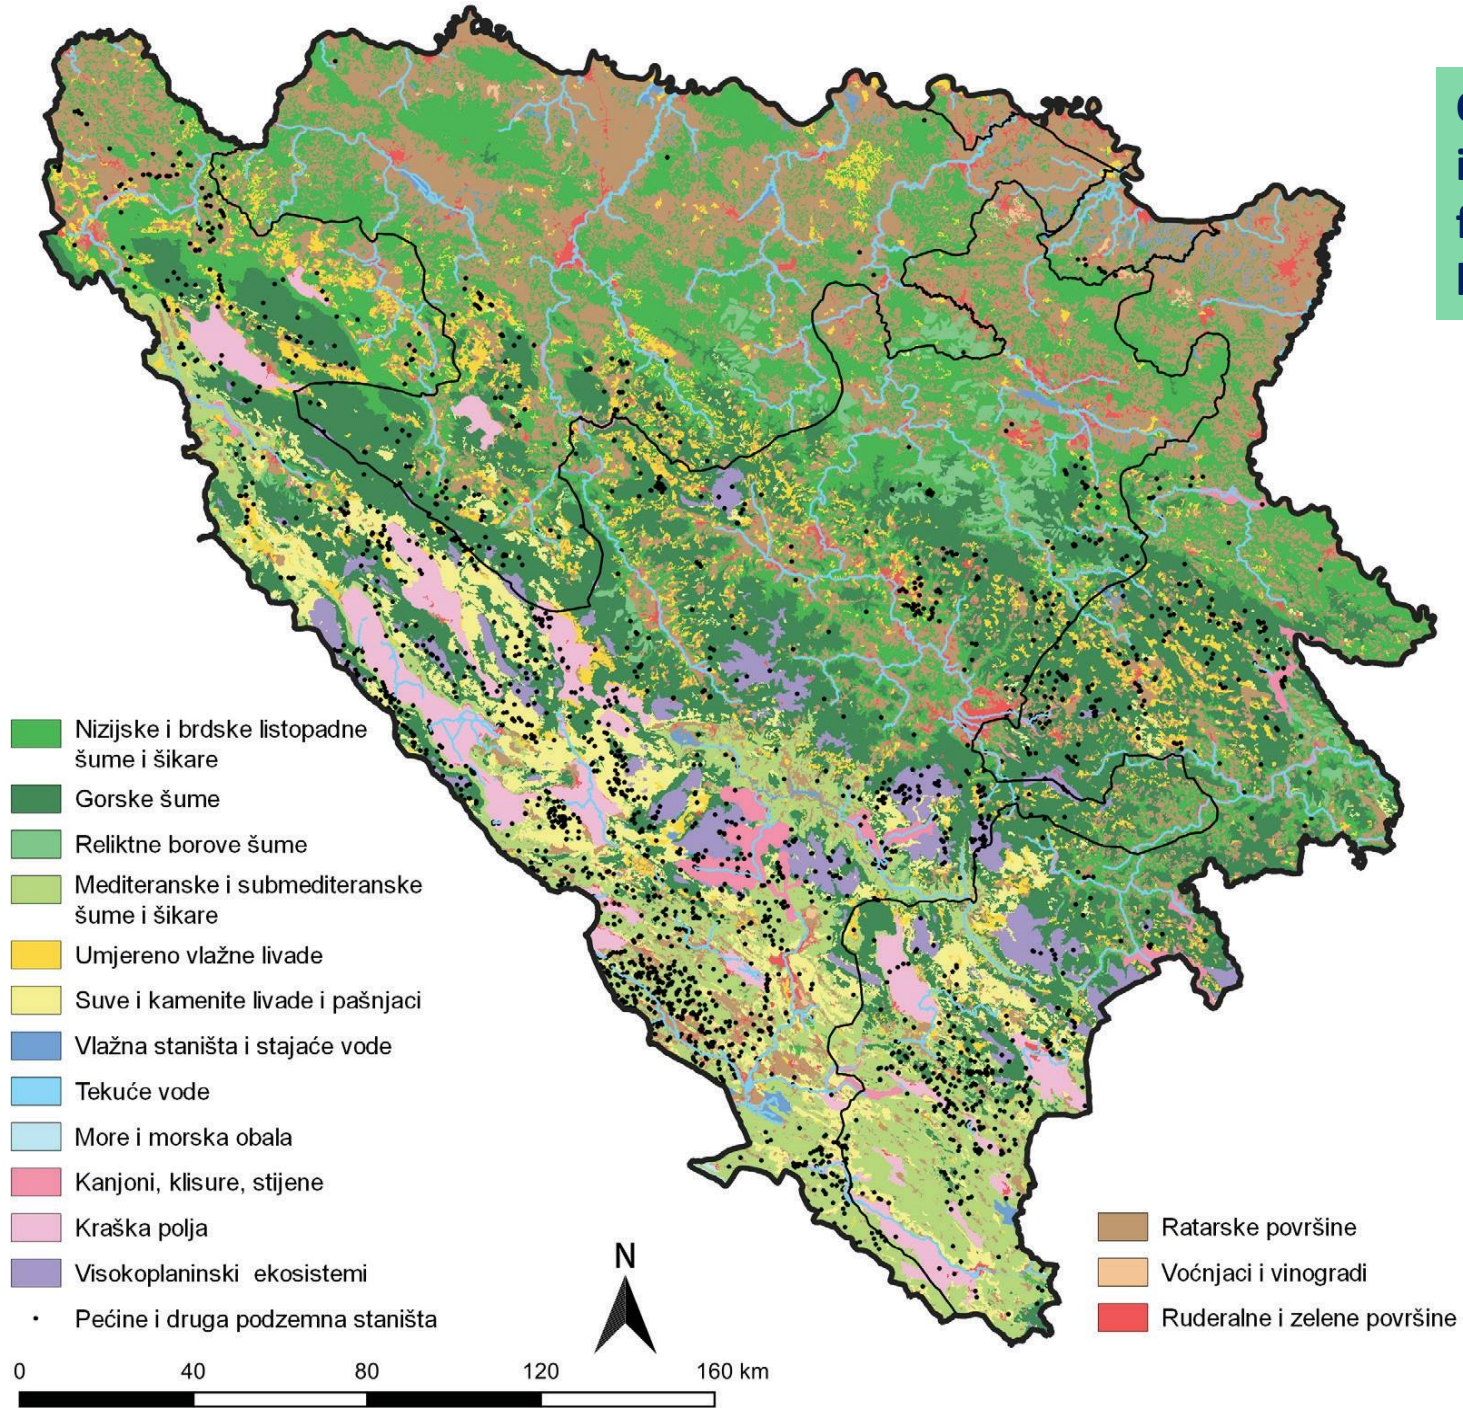 Nizijske i brdske listopadne
šume i šikare
Gorske šume
Reliktne borove šume
Mediteranske i submediteranske
šume i šikare
Umjereno vlažne livade
Suve i kamenite livade i pašnjaci
Vlažna staništa i stajaće vode
Tekuće vode
More i morska obala
Kanjoni, klisure, stijene
Kraška polja
Visokoplaninski ekosistemi
Pećine i druga podzemna staništa
N
Ratarske površine
Voćnjaci i vinogradi
Ruderalne i zelene površine
0 40 80 120 160 km